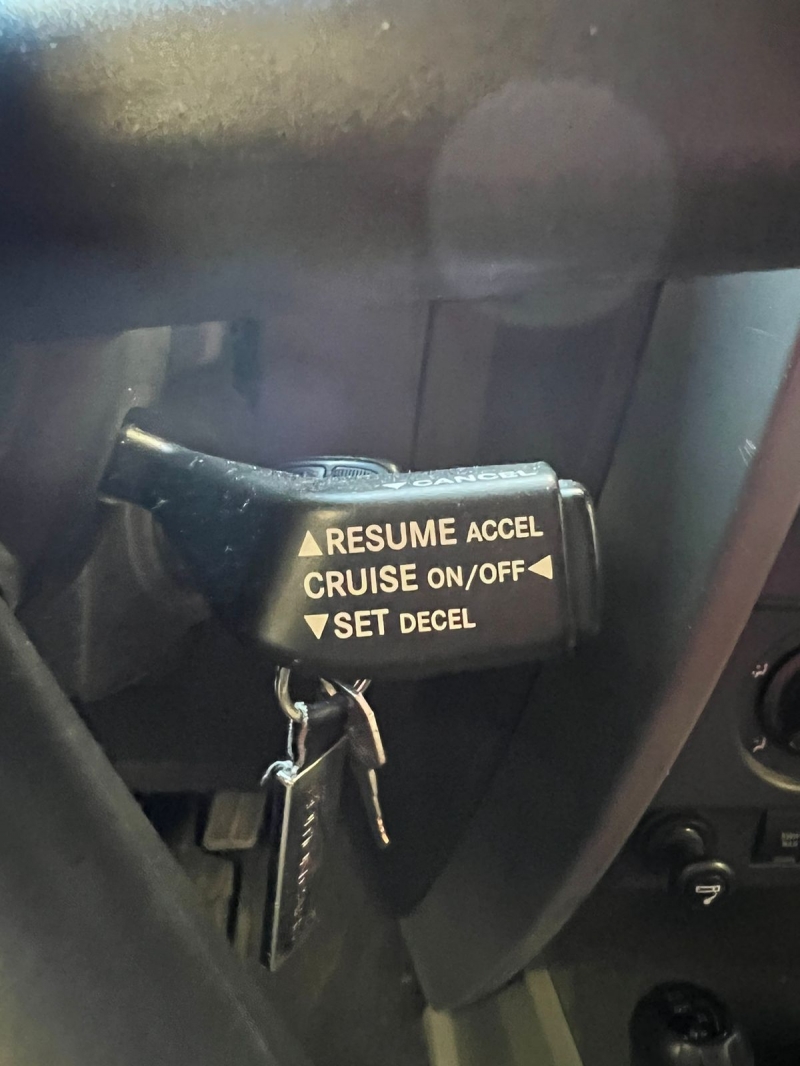 ▼CANCEL
▲RESUME ACCEL
CRUISE ON/OFF◀
▼SET DECEL